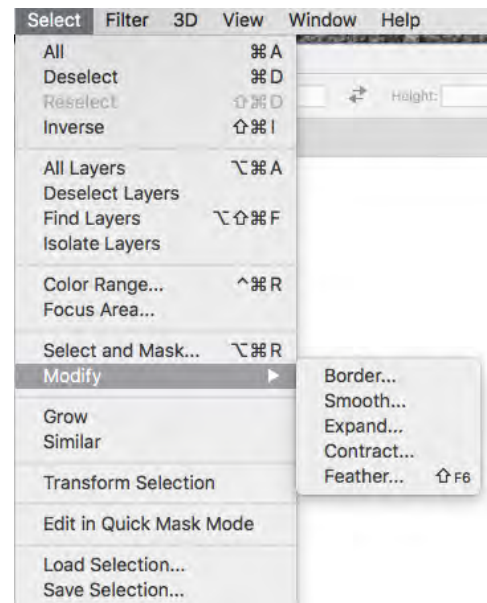 Select Filter 3D View Window Help
All ⌘A
Deselect ⌘D
Reselect ⇧⌘D
Inverse ⇧⌘I
Height:
All Layers ⌥⌘A
Deselect Layers
Find Layers ⌥⇧⌘F
Isolate Layers
Color Range... ^⌘R
Focus Area...
Select and Mask... ⌥⌘R
Modify ▶
Border...
Smooth...
Expand...
Contract...
Feather... ⇧F6
Grow
Similar
Transform Selection
Edit in Quick Mask Mode
Load Selection...
Save Selection...